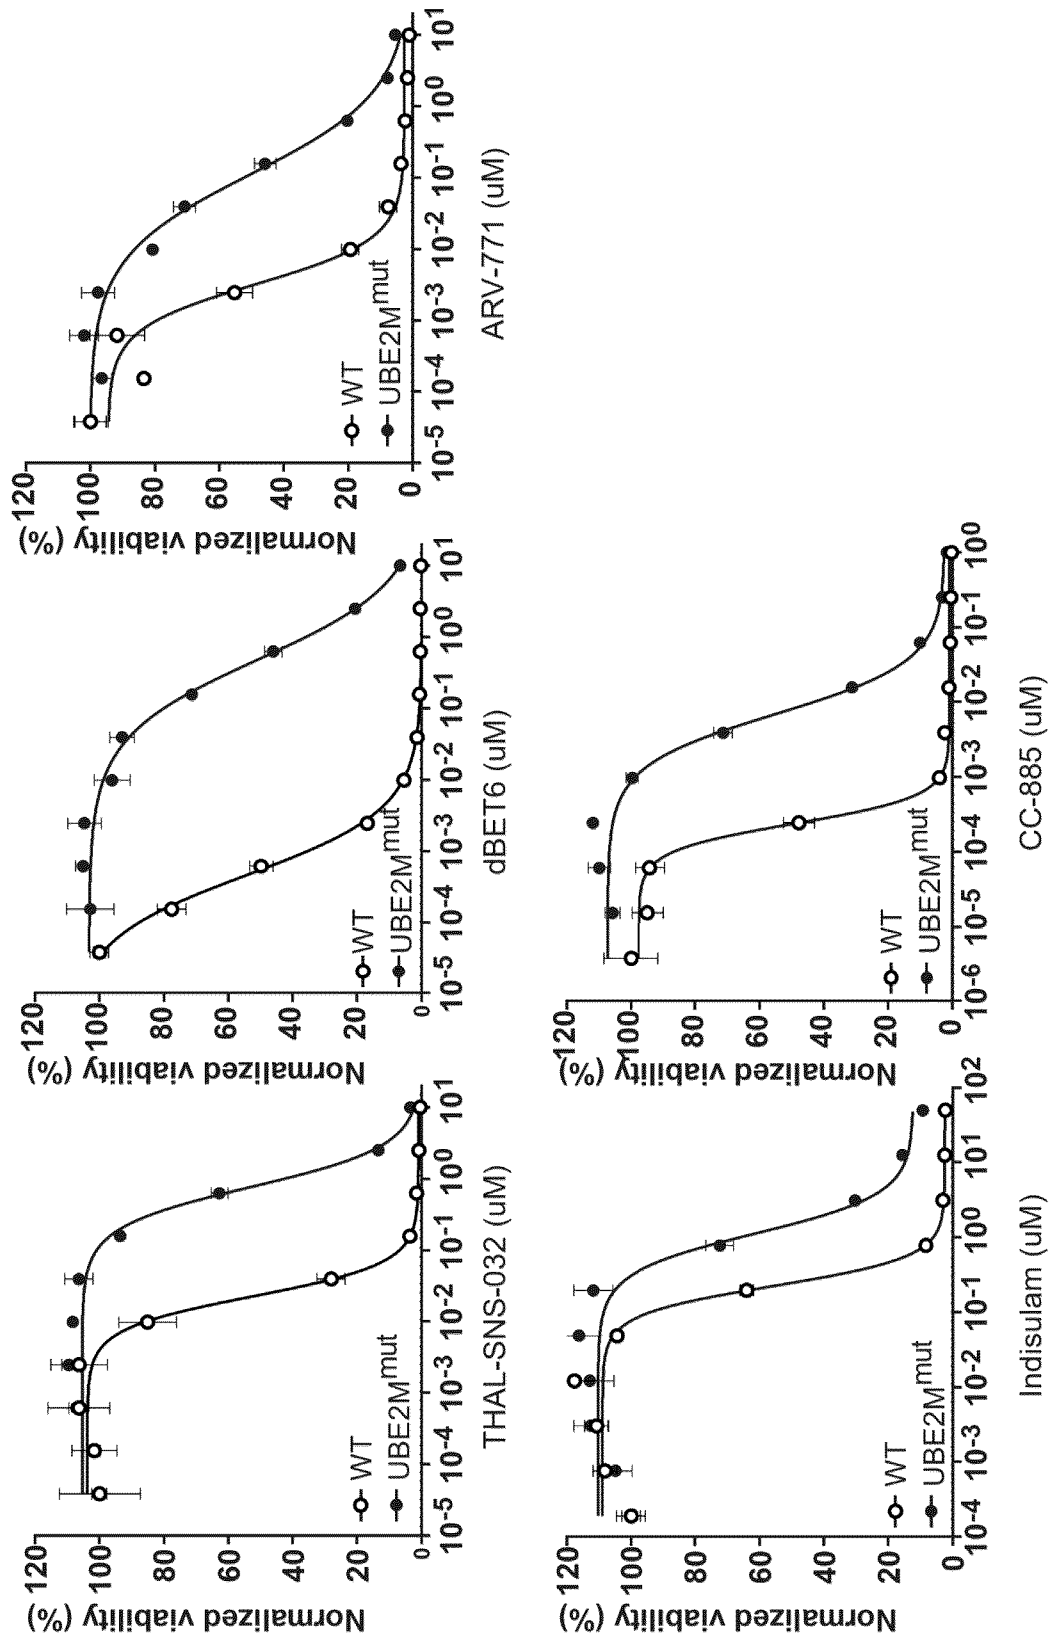 Normalized viability (%)
120
100
80
60
40
20
0
WT
UBE2Mmut
10-5 10-4 10-3 10-2 10-1 100 101
THAL-SNS-032 (uM)
Normalized viability (%)
120
100
80
60
40
20
0
WT
UBE2Mmut
10-5 10-4 10-3 10-2 10-1 100 101
dBET6 (uM)
Normalized viability (%)
120
100
80
60
40
20
0
WT
UBE2Mmut
10-5 10-4 10-3 10-2 10-1 100 101
ARV-771 (uM)
Normalized viability (%)
120
100
80
60
40
20
0
WT
UBE2Mmut
10-4 10-3 10-2 10-1 100 101 102
Indisulam (uM)
Normalized viability (%)
120
100
80
60
40
20
0
WT
UBE2Mmut
10-6 10-5 10-4 10-3 10-2 10-1 100
CC-885 (uM)